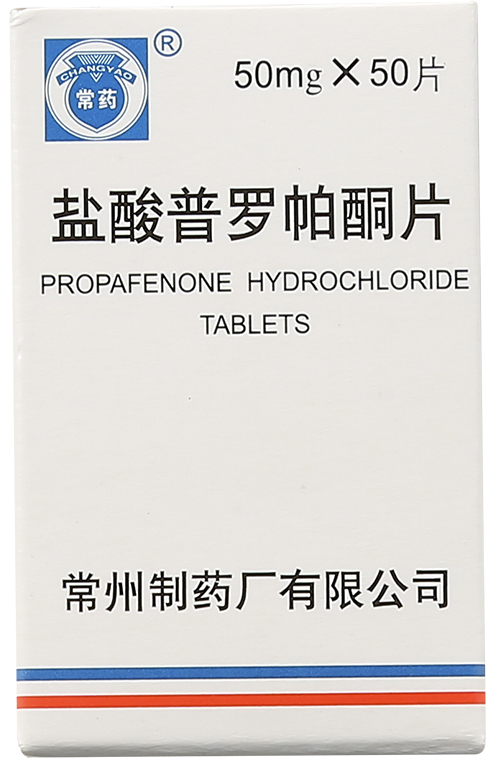 CHANGYAO
常药
®
50mg×50片
盐酸普罗帕酮片
PROPAFENONE HYDROCHLORIDE
TABLETS
常州制药厂有限公司